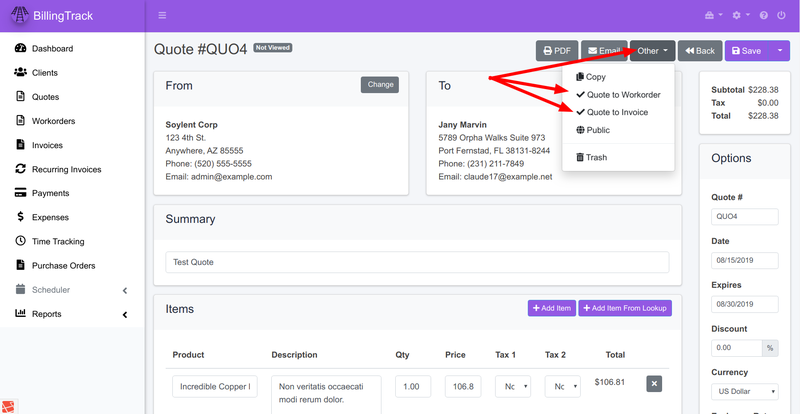 BillingTrack
Dashboard
Clients
Quotes
Workorders
Invoices
Recurring Invoices
Payments
Expenses
Time Tracking
Purchase Orders
Scheduler
Reports
Quote #QUO4 Not Viewed
PDF Email Other Back Save
Copy
Quote to Workorder
Quote to Invoice
Public
Trash
From Change
Soylent Corp
123 4th St.
Anywhere, AZ 85555
Phone: (520) 555-5555
Email: admin@example.com
To
Jany Marvin
5789 Orpha Walks Suite 973
Port Fernstad, FL 38131-8244
Phone: (231) 211-7849
Email: claude17@example.net
Subtotal $228.38
Tax $0.00
Total $228.38
Summary
Test Quote
Options
Quote #
QUO4
Date
08/15/2019
Expires
08/30/2019
Discount
0.00 %
Currency
US Dollar
Items Add Item Add Item From Lookup
Product Description Qty Price Tax 1 Tax 2 Total
Incredible Copper Non veritatis occaecati 1.00 106.8 $106.81
modi rerum dolor.